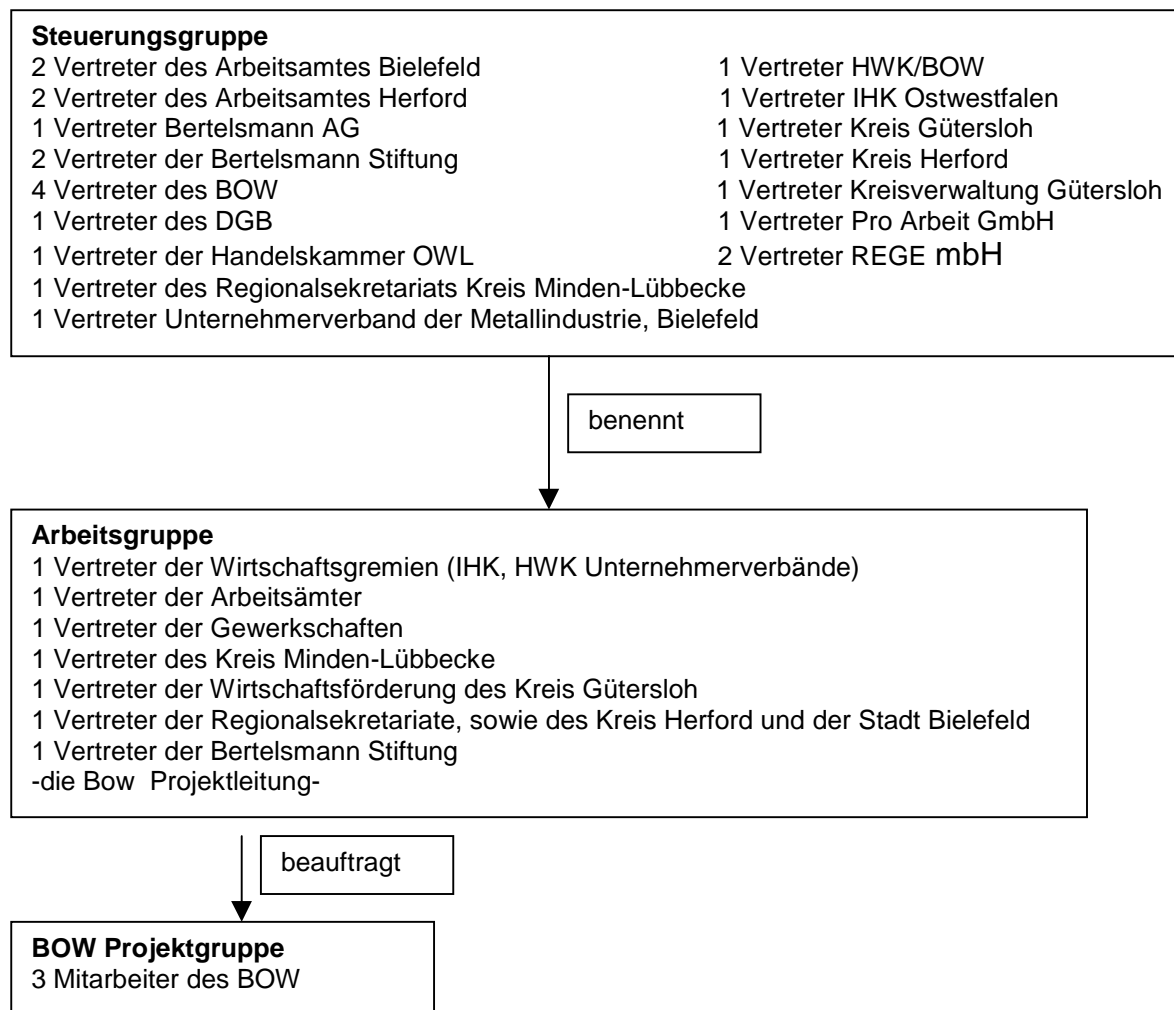 Steuerungsgruppe
2 Vertreter des Arbeitsamtes Bielefeld 1 Vertreter HWK/BOW
2 Vertreter des Arbeitsamtes Herford 1 Vertreter IHK Ostwestfalen
1 Vertreter Bertelsmann AG 1 Vertreter Kreis Gütersloh
2 Vertreter der Bertelsmann Stiftung 1 Vertreter Kreis Herford
4 Vertreter des BOW 1 Vertreter Kreisverwaltung Gütersloh
1 Vertreter des DGB 1 Vertreter Pro Arbeit GmbH
1 Vertreter der Handelskammer OWL 2 Vertreter REGE mbH
1 Vertreter des Regionalsekretariats Kreis Minden-Lübbecke
1 Vertreter Unternehmerverband der Metallindustrie, Bielefeld
benennt
Arbeitsgruppe
1 Vertreter der Wirtschaftsgremien (IHK, HWK Unternehmerverbände)
1 Vertreter der Arbeitsämter
1 Vertreter der Gewerkschaften
1 Vertreter des Kreis Minden-Lübbecke
1 Vertreter der Wirtschaftsförderung des Kreis Gütersloh
1 Vertreter der Regionalsekretariate, sowie des Kreis Herford und der Stadt Bielefeld
1 Vertreter der Bertelsmann Stiftung
-die Bow Projektleitung-
beauftragt
BOW Projektgruppe
3 Mitarbeiter des BOW